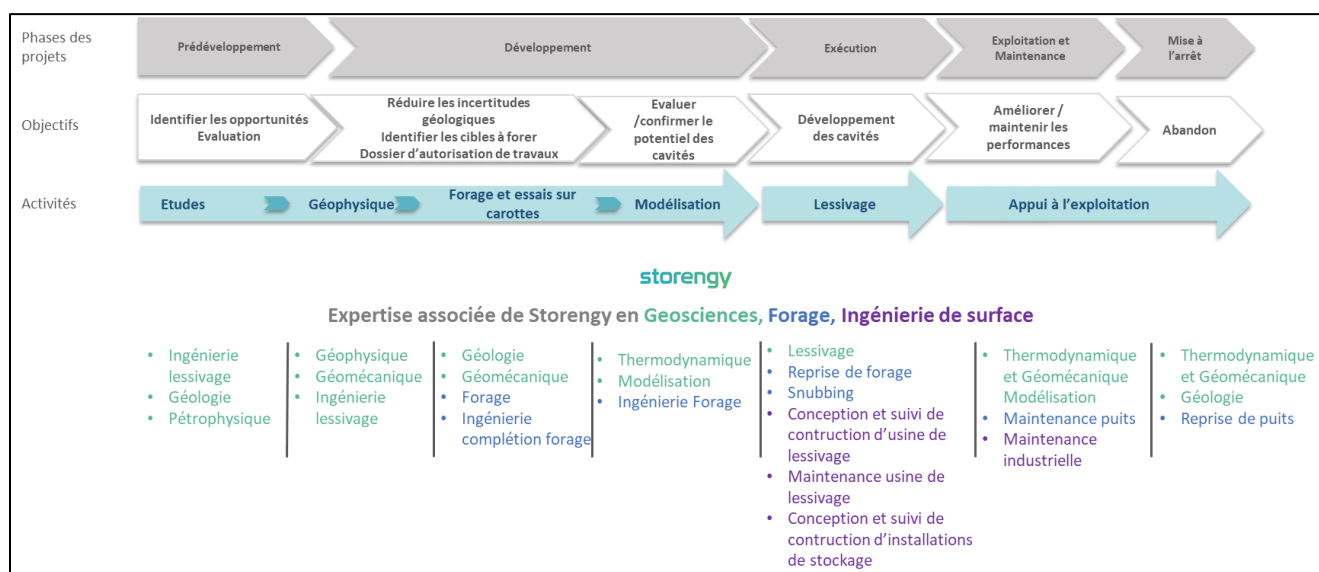 Phases des
projets
Prédéveloppement
Développement
Exécution
Exploitation et
Maintenance
Mise à
l'arrêt
Objectifs
Identifier les opportunités
Evaluation
Réduire les incertitudes
géologiques
Identifier les cibles à forer
Dossier d'autorisation de travaux
Evaluer
/confirmer le
potentiel des
cavités
Développement
des cavités
Améliorer /
maintenir les
performances
Abandon
Activités
Etudes
Géophysique
Forage et essais sur
carottes
Modélisation
Lessivage
Appui à l'exploitation
storengy
Expertise associée de Storengy en Geosciences, Forage, Ingénierie de surface
• Ingénierie
lessivage
• Géologie
• Pétrophysique
• Géophysique
• Géomécanique
• Ingénierie
lessivage
• Géologie
• Géomécanique
• Forage
• Ingénierie
complétion forage
• Thermodynamique
• Modélisation
• Ingénierie Forage
• Lessivage
• Reprise de forage
• Snubbing
• Conception et suivi de
contruction d'usine de
lessivage
• Maintenance usine de
lessivage
• Conception et suivi de
contruction d'installations
de stockage
• Thermodynamique
et Géomécanique
Modélisation
• Maintenance puits
• Maintenance
industrielle
• Thermodynamique
et Géomécanique
• Géologie
• Reprise de puits